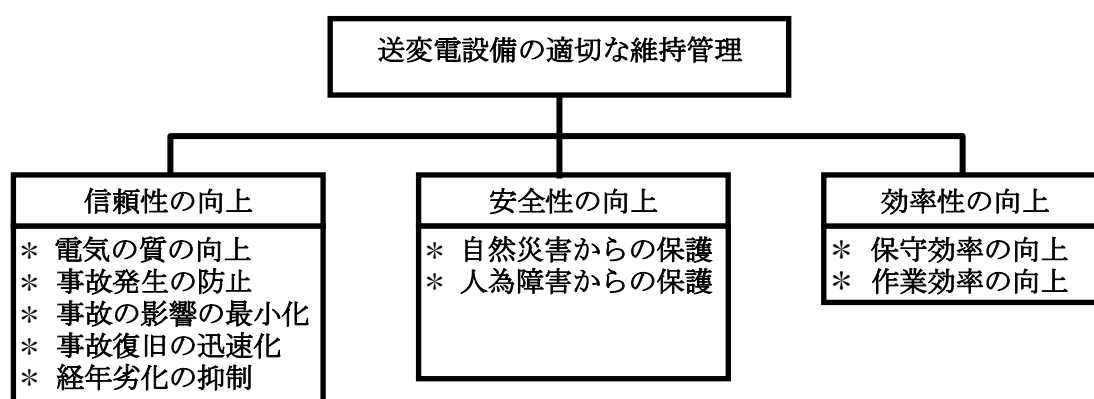 送変電設備の適切な維持管理
信頼性の向上
＊ 電気の質の向上
＊ 事故発生の防止
＊ 事故の影響の最小化
＊ 事故復旧の迅速化
＊ 経年劣化の抑制
安全性の向上
＊ 自然災害からの保護
＊ 人為障害からの保護
効率性の向上
＊ 保守効率の向上
＊ 作業効率の向上